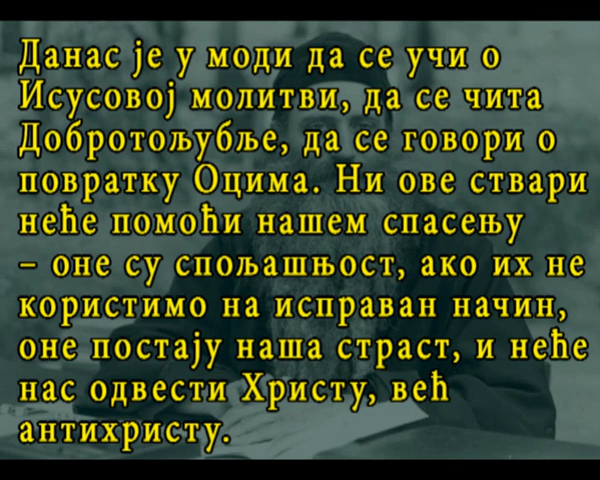 Данас је у моди да се учи о
Исусовој молитви, да се чита
Добротољубље, да се говори о
повратку Оцима. Ни ове ствари
неће помоћи нашем спасењу
– оне су спољашњост, ако их не
користимо на исправан начин,
оне постају наша страст, и неће
нас одвести Христу, већ
антихристу.